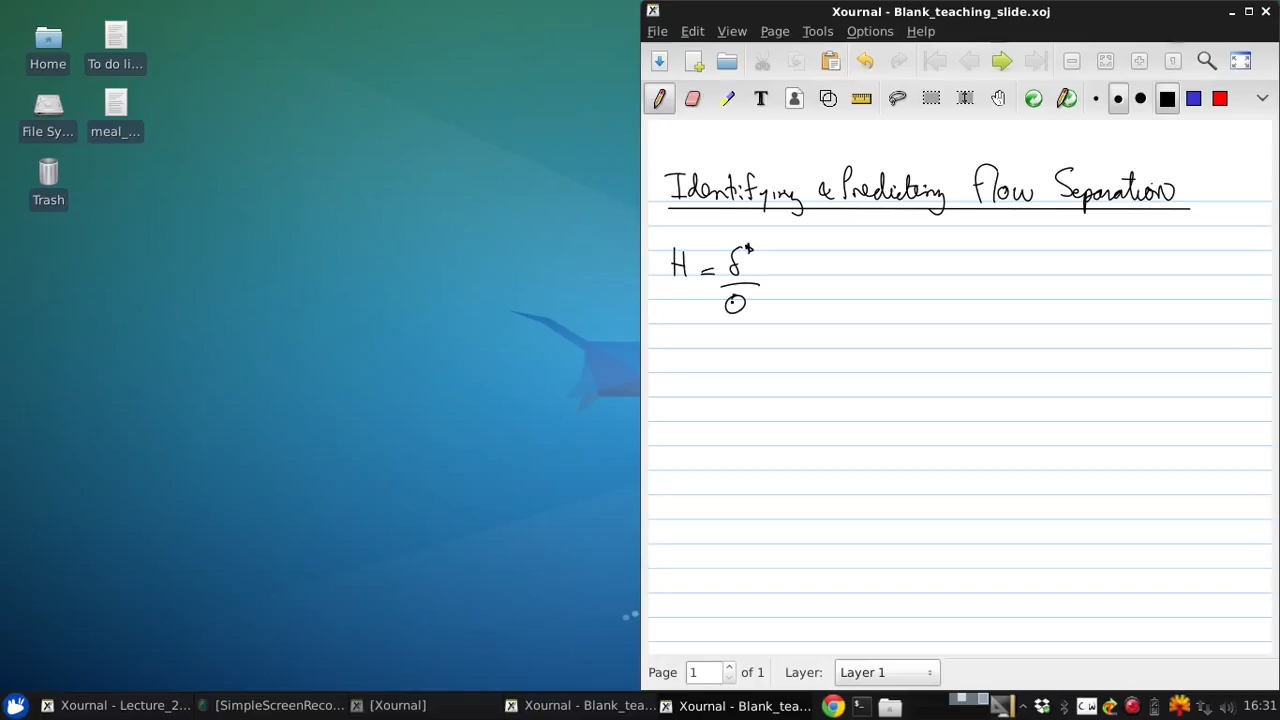 Xournal - Blank_teaching_slide.xoj
File Edit View Page Tools Options Help
Home
To do li...
File Sy...
meal_...
Trash
Identifying & Predicting Flow Separation
H = δ*
θ
Page 1 of 1 Layer: Layer 1
Xournal - Lecture_2... [SimpleScreenReco... [Xournal] Xournal - Blank_tea... Xournal - Blank_tea... 16:31